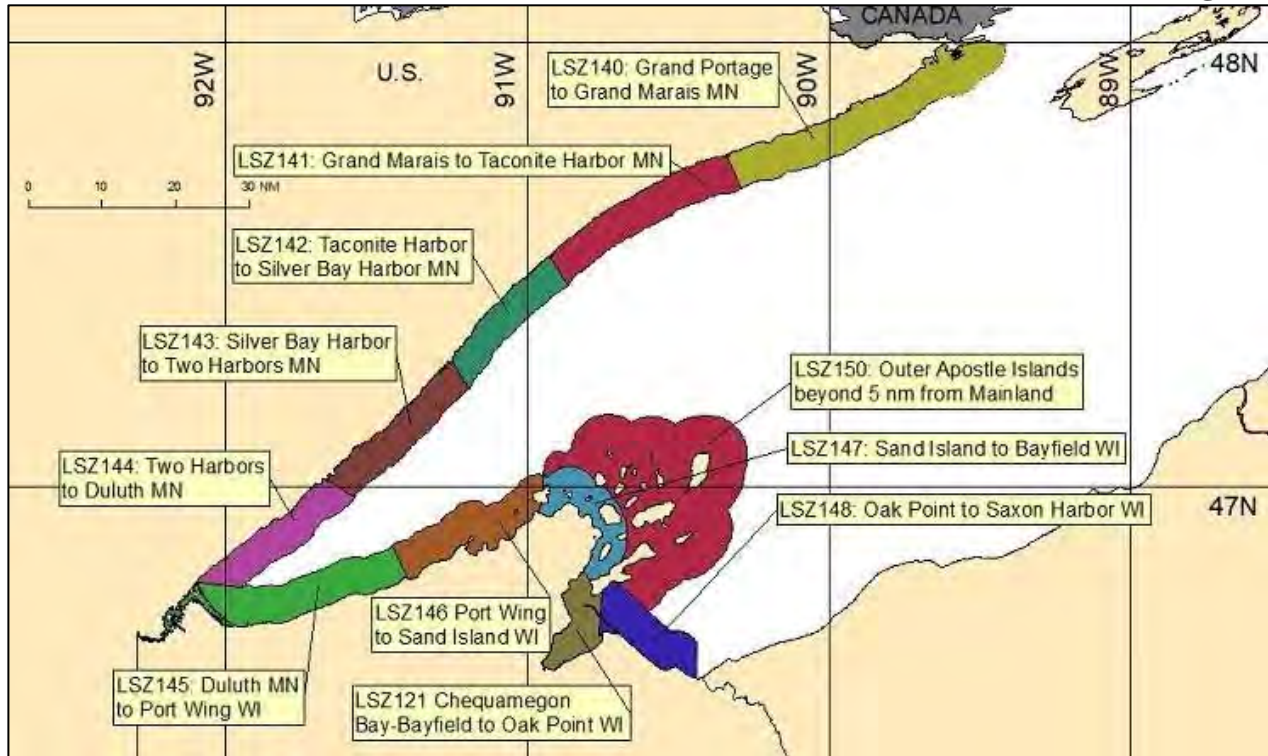 CANADA
U.S.
92W
91W
90W
89W
48N
LSZ140: Grand Portage
to Grand Marais MN
LSZ141: Grand Marais to Taconite Harbor MN
0 10 20 30 NM
LSZ142: Taconite Harbor
to Silver Bay Harbor MN
LSZ143: Silver Bay Harbor
to Two Harbors MN
LSZ150: Outer Apostle Islands
beyond 5 nm from Mainland
LSZ147: Sand Island to Bayfield WI
LSZ144: Two Harbors
to Duluth MN
LSZ148: Oak Point to Saxon Harbor WI
47N
LSZ146 Port Wing
to Sand Island WI
LSZ145: Duluth MN
to Port Wing WI
LSZ121 Chequamegon
Bay-Bayfield to Oak Point WI